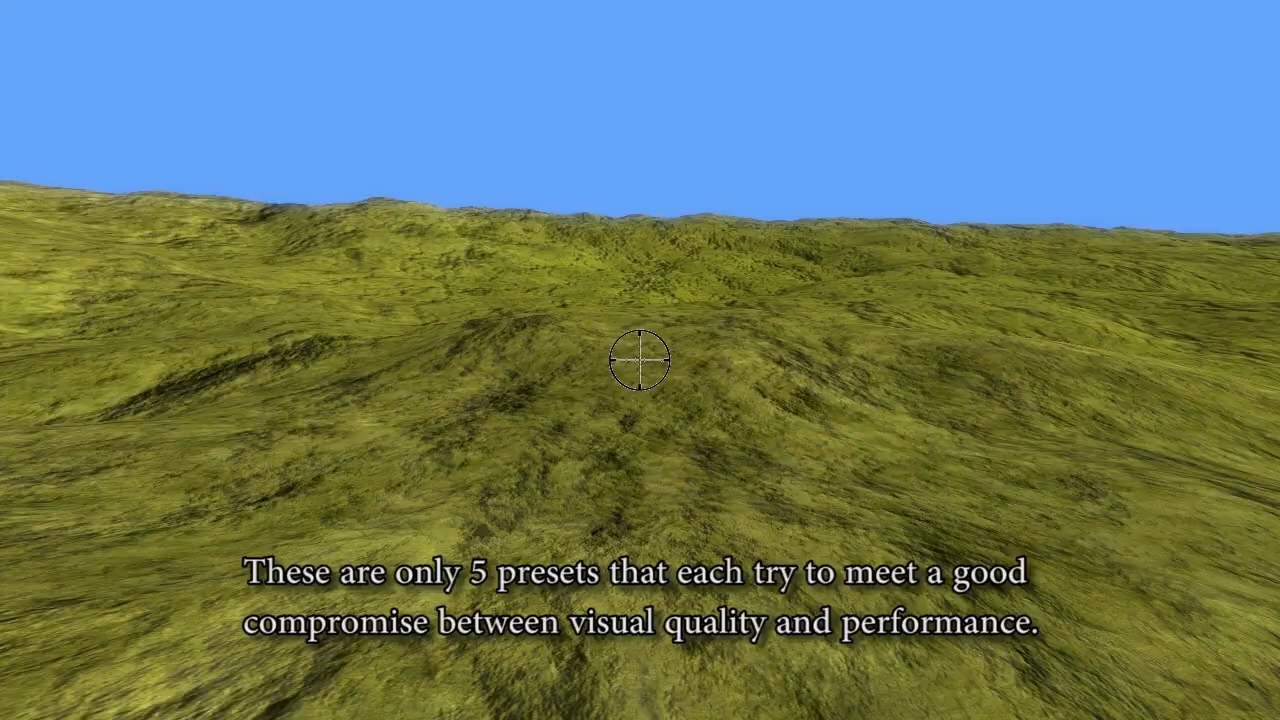 These are only 5 presets that each try to meet a good
compromise between visual quality and performance.